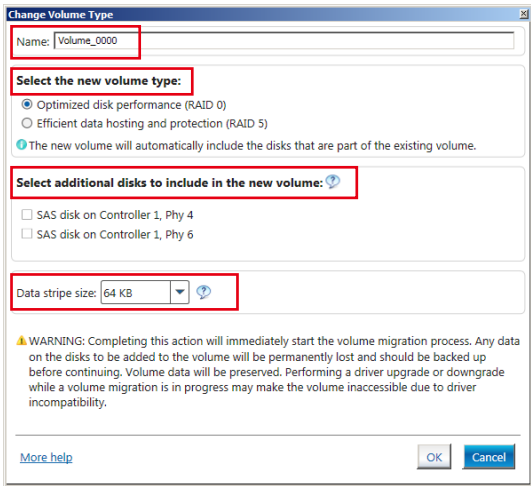 Change Volume Type
Name: Volume_0000
Select the new volume type:
Optimized disk performance (RAID 0)
Efficient data hosting and protection (RAID 5)
The new volume will automatically include the disks that are part of the existing volume.
Select additional disks to include in the new volume:
SAS disk on Controller 1, Phy 4
SAS disk on Controller 1, Phy 6
Data stripe size: 64 KB
WARNING: Completing this action will immediately start the volume migration process. Any data
on the disks to be added to the volume will be permanently lost and should be backed up
before continuing. Volume data will be preserved. Performing a driver upgrade or downgrade
while a volume migration is in progress may make the volume inaccessible due to driver
incompatibility.
More help
OK
Cancel